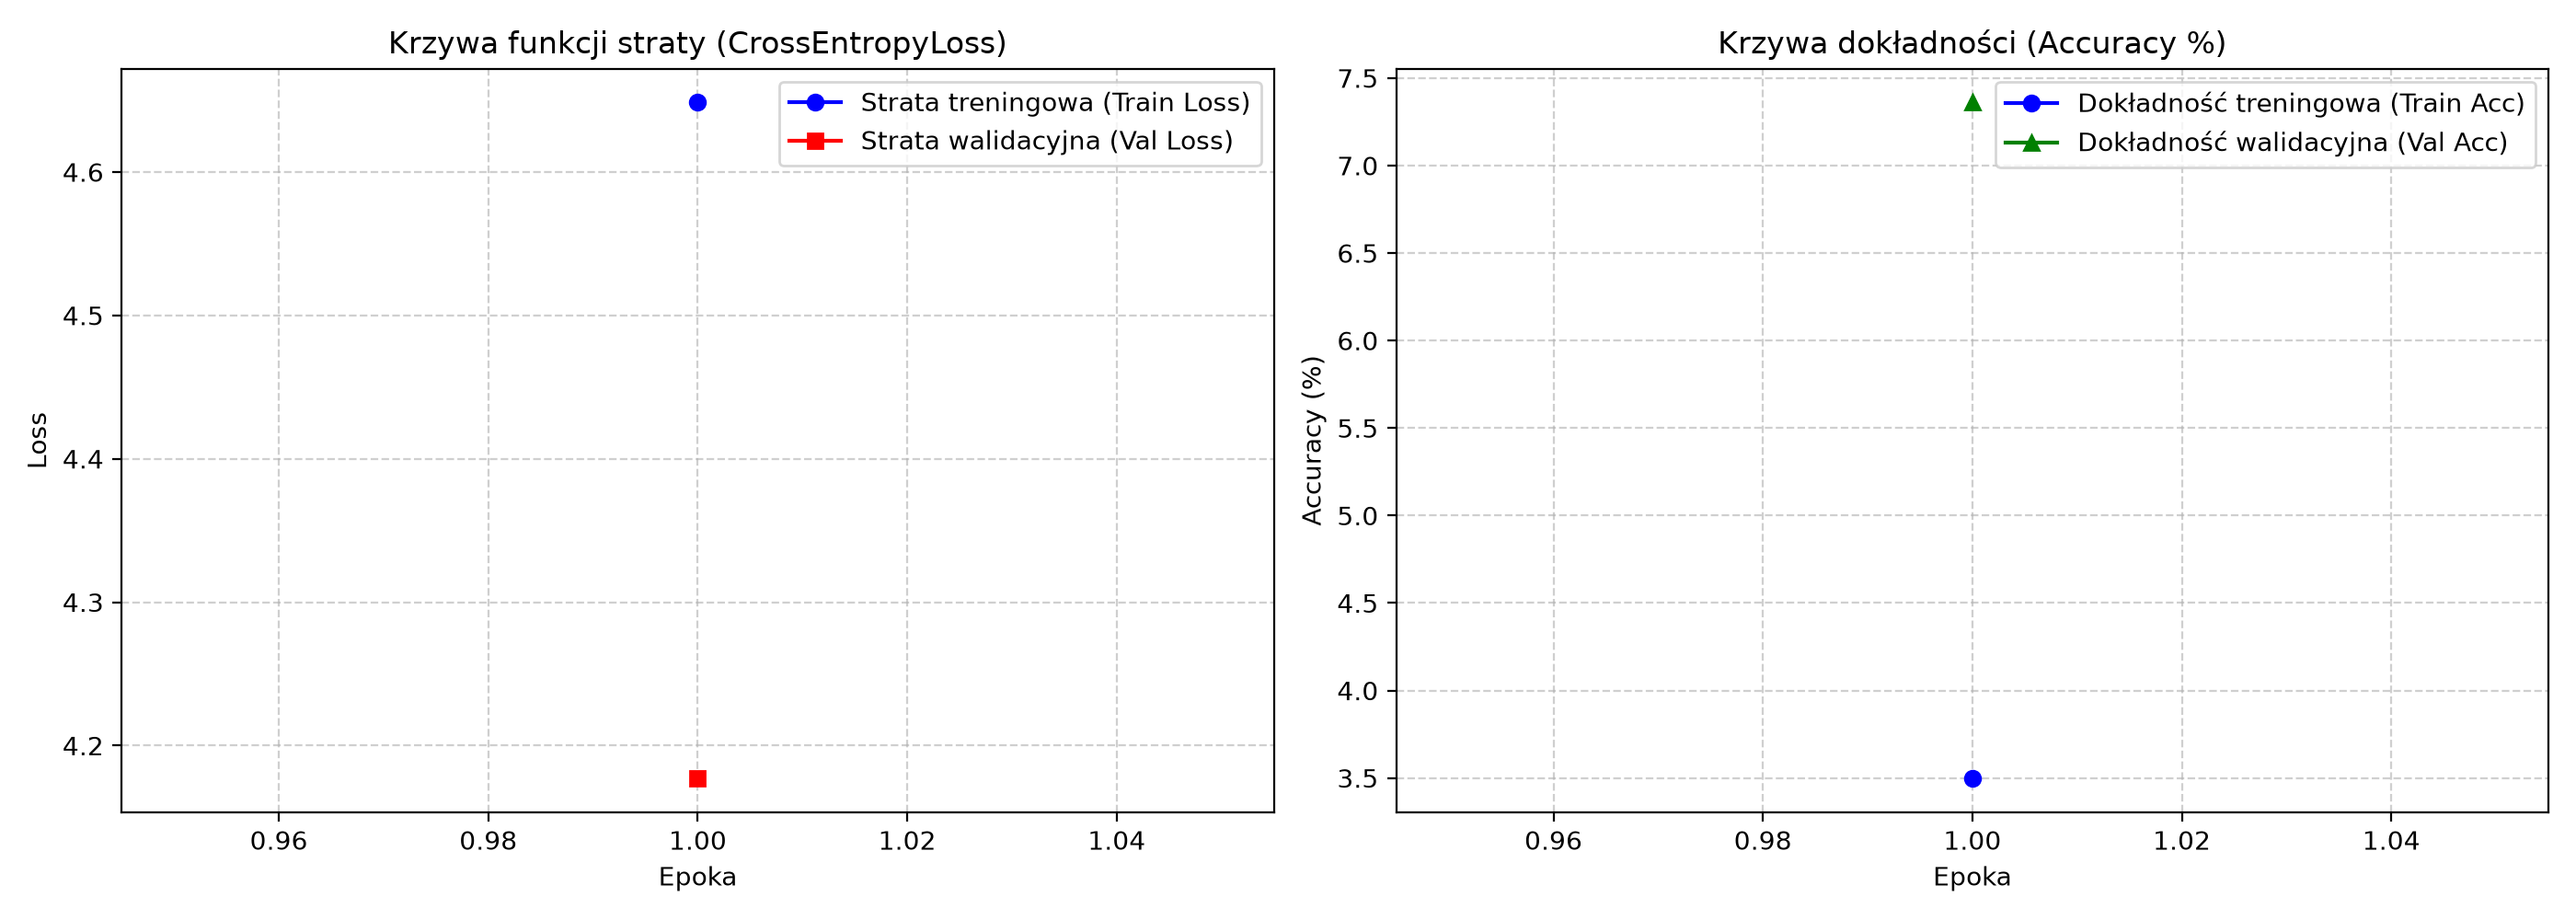 Krzywa funkcji straty (CrossEntropyLoss)
Strata treningowa (Train Loss)
Strata walidacyjna (Val Loss)
4.6
4.5
4.4
4.3
4.2
Loss
0.96 0.98 1.00 1.02 1.04
Epoka
Krzywa dokładności (Accuracy %)
Dokładność treningowa (Train Acc)
Dokładność walidacyjna (Val Acc)
7.5
7.0
6.5
6.0
5.5
5.0
4.5
4.0
3.5
Accuracy (%)
0.96 0.98 1.00 1.02 1.04
Epoka